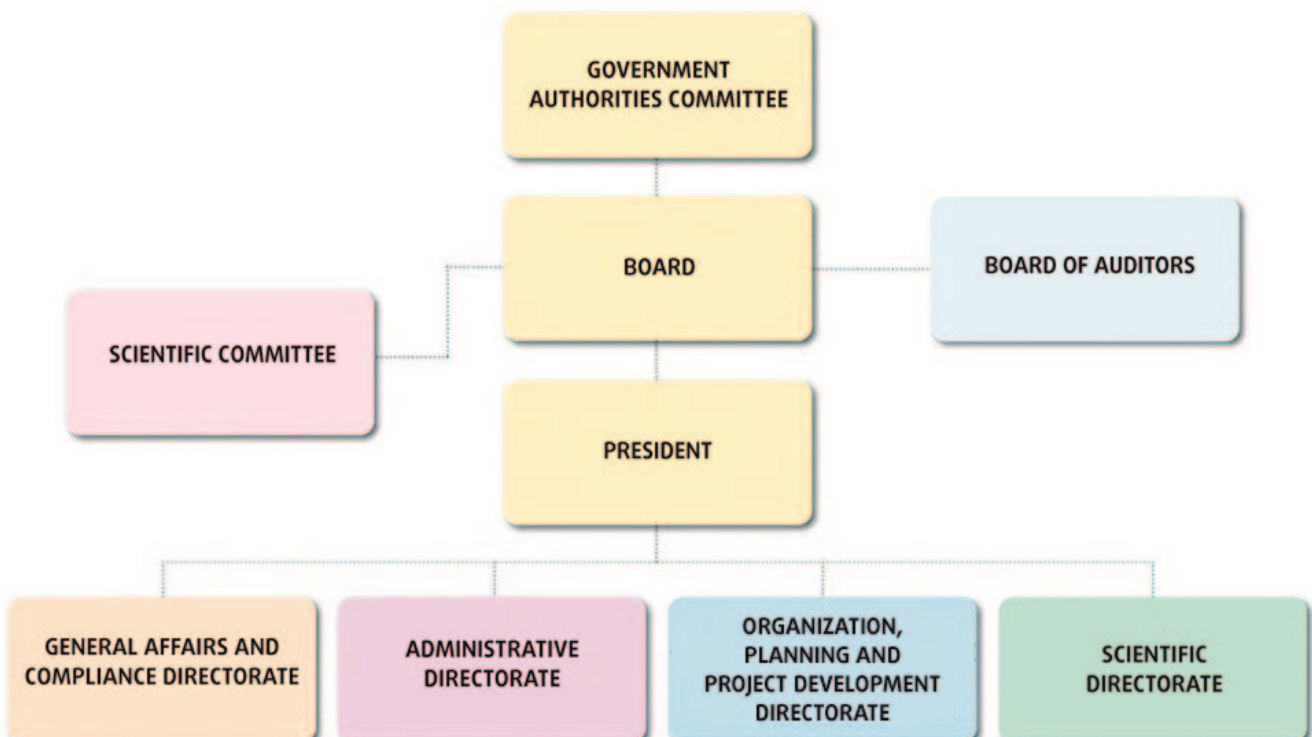 GOVERNMENT
AUTHORITIES COMMITTEE
BOARD
BOARD OF AUDITORS
SCIENTIFIC COMMITTEE
PRESIDENT
GENERAL AFFAIRS AND
COMPLIANCE DIRECTORATE
ADMINISTRATIVE
DIRECTORATE
ORGANIZATION,
PLANNING AND
PROJECT DEVELOPMENT
DIRECTORATE
SCIENTIFIC
DIRECTORATE